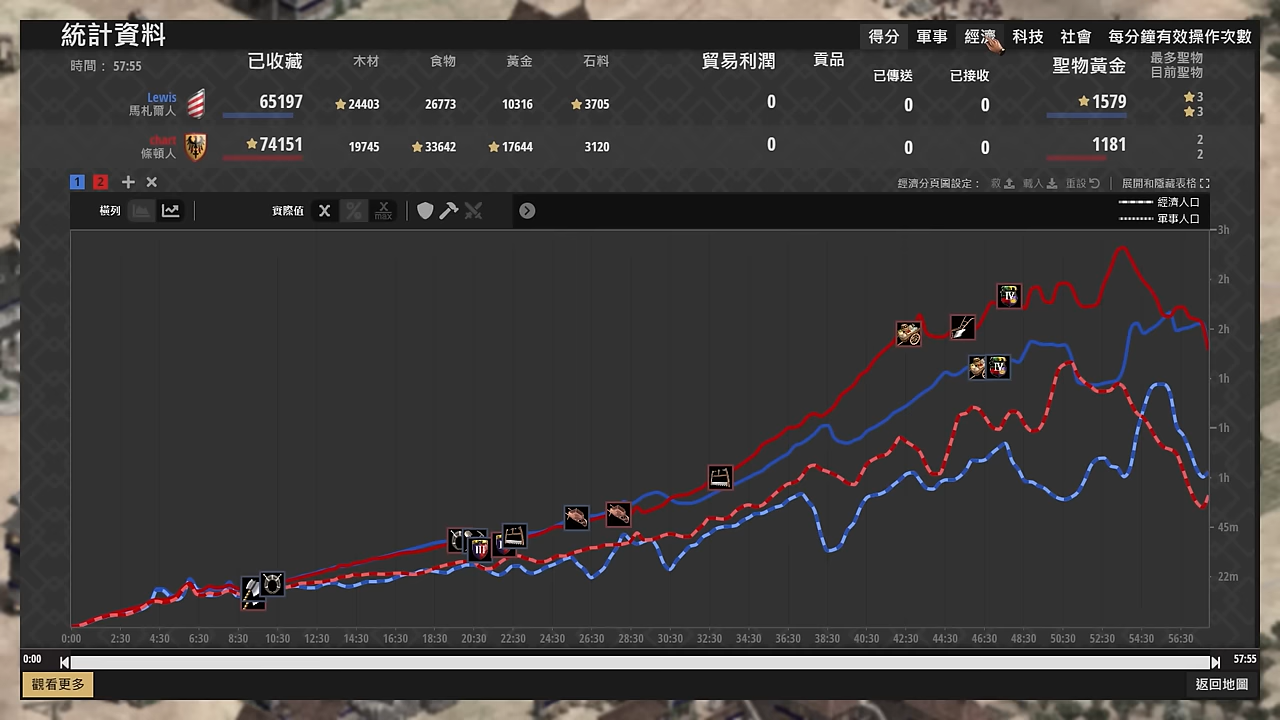 統計資料
得分 軍事 經濟 科技 社會 每分鐘有效操作次數
時間： 57:55
已收藏 木材 食物 黃金 石料 貿易利潤 貢品 已傳送 已接收 聖物黃金 最多聖物 目前聖物
Lewis
馬札爾人
65197 24403 26773 10316 3705 0 0 0 1579 3 3
條頓人
74151 19745 33642 17644 3120 0 0 0 1181 2 2
1 2
經濟分頁圖設定： 載入 重設 展開和隱藏表格
橫列 實際值 X % X max
經濟人口
軍事人口
3h
2h
2h
1h
1h
1h
45m
22m
IV
IV
III
0:00 2:30 4:30 6:30 8:30 10:30 12:30 14:30 16:30 18:30 20:30 22:30 24:30 26:30 28:30 30:30 32:30 34:30 36:30 38:30 40:30 42:30 44:30 46:30 48:30 50:30 52:30 54:30 56:30
0:00 57:55
觀看更多 返回地圖